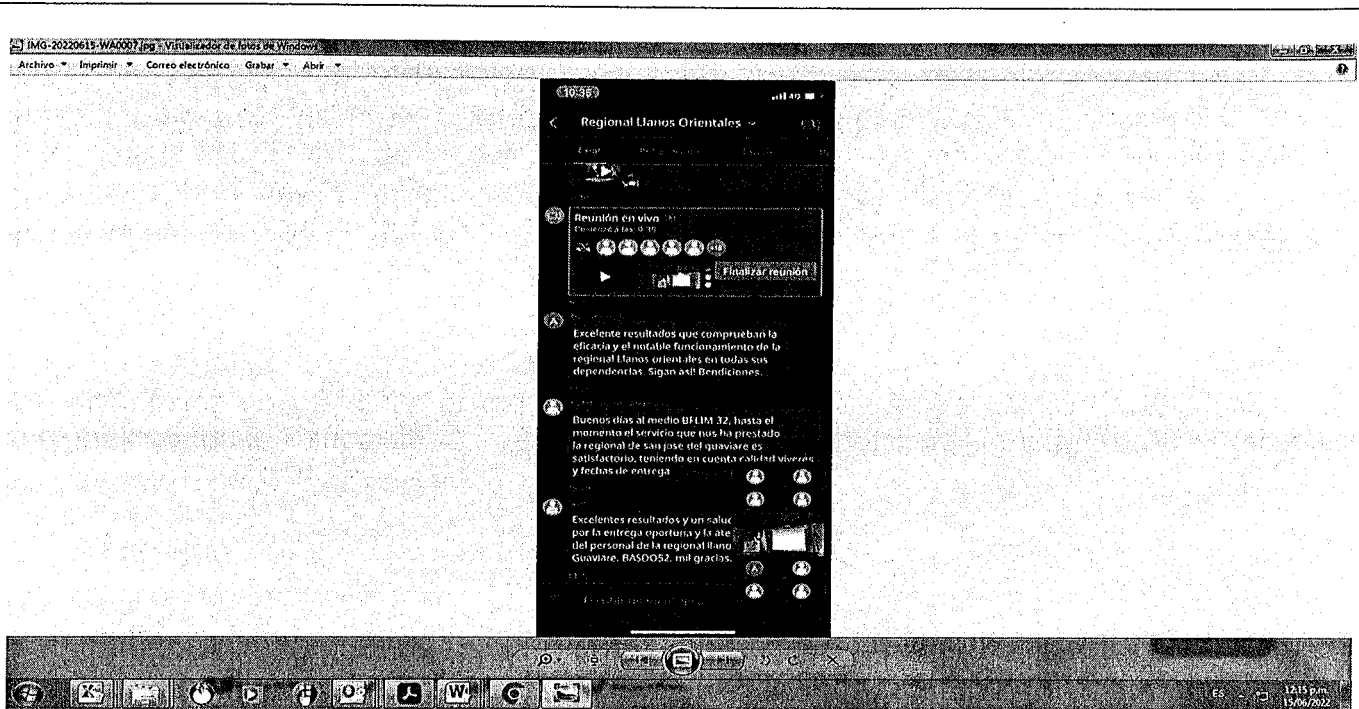 IMG-20220615-WA0007.jpg - Visualizador de fotos de Windows
Archivo Imprimir Correo electrónico Grabar Abrir
10:38
4G
Regional Llanos Orientales
Reunión en vivo
Finalizar reunión
Excelente resultados que comprueban la
eficacia y el notable funcionamiento de la
regional Llanos orientales en todas sus
dependencias. Sigan así! Bendiciones.
Buenos días al medio BFLIM 32, hasta el
momento el servicio que nos ha prestado
la regional de san jose del guaviare es
satisfactorio, teniendo en cuenta calidad viveres
y fechas de entrega
Excelentes resultados y un saluc
por la entrega oportuna y la ate
del personal de la regional llano
Guaviare. BASDO52, mil gracias.
ES
12:15 p.m.
15/06/2022